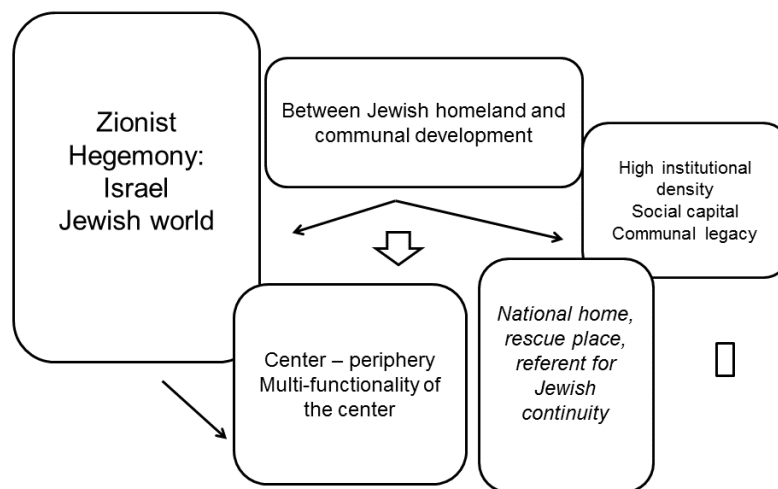 Zionist
Hegemony:
Israel
Jewish world
Between Jewish homeland and
communal development
High institutional
density
Social capital
Communal legacy
Center – periphery
Multi-functionality of
the center
National home,
rescue place,
referent for
Jewish
continuity